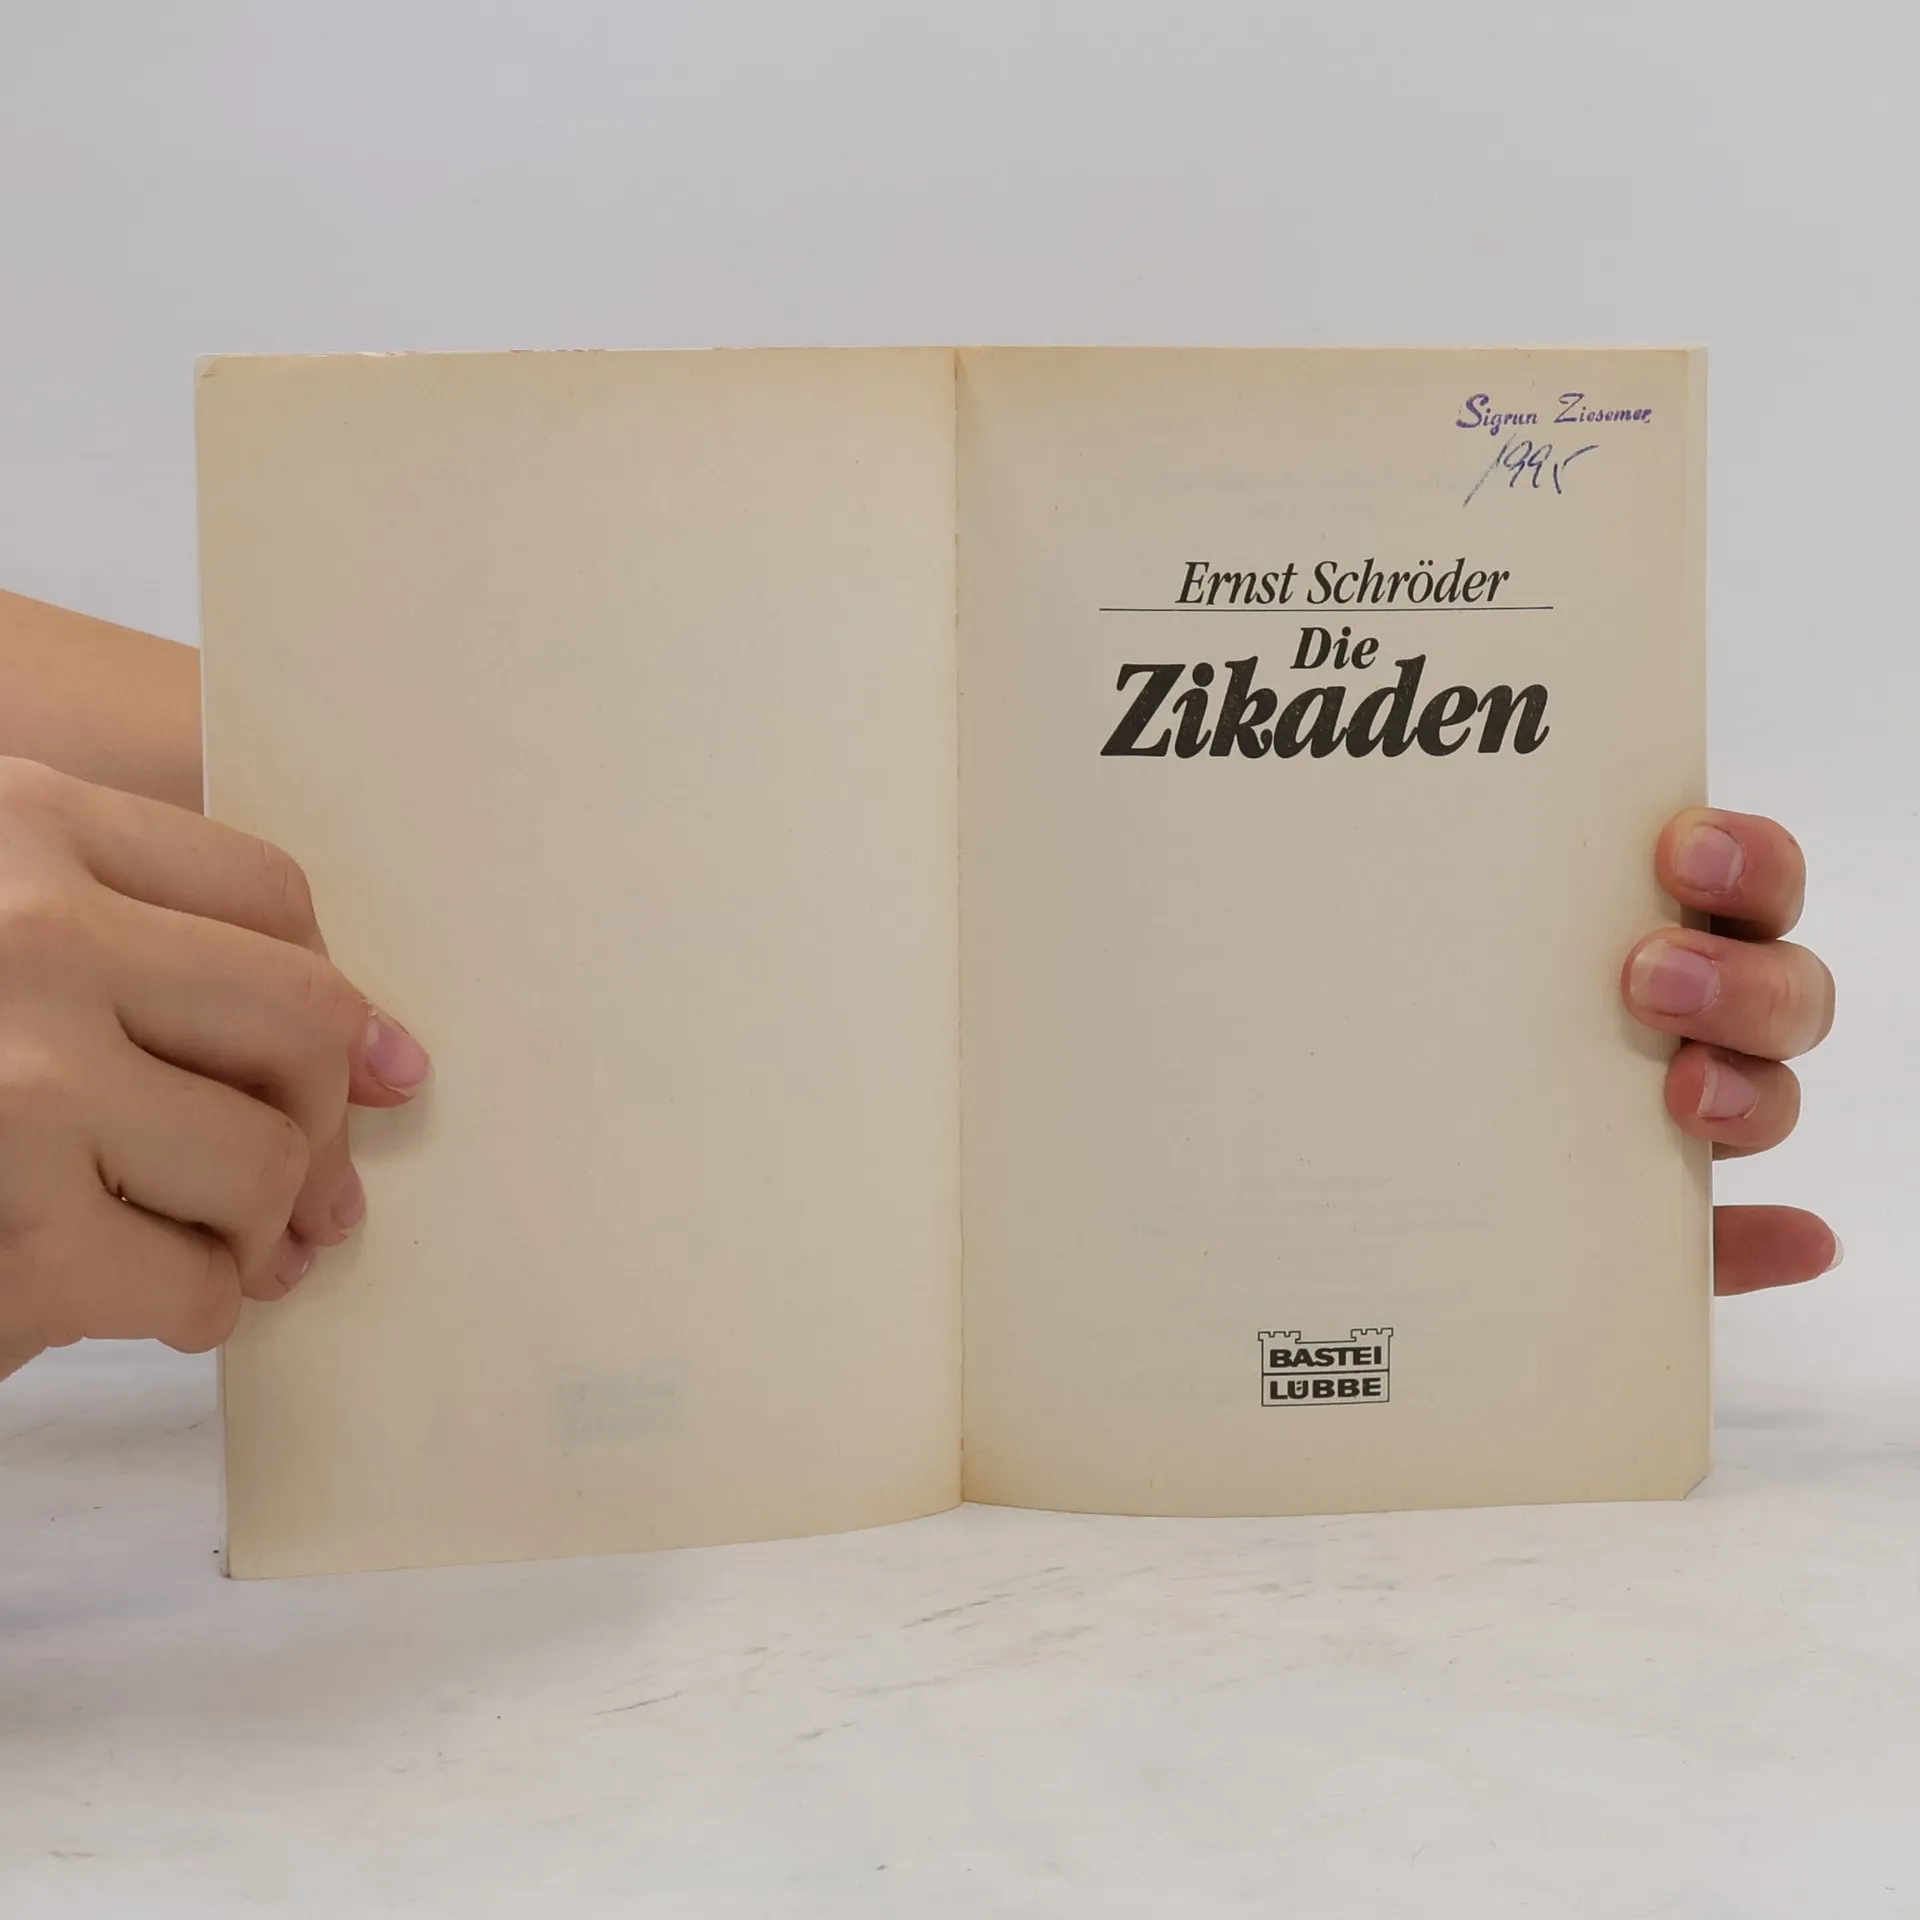 Sigrun Ziesemer
1995
Ernst Schröder
Die
Zikaden
BASTEI
LÜBBE